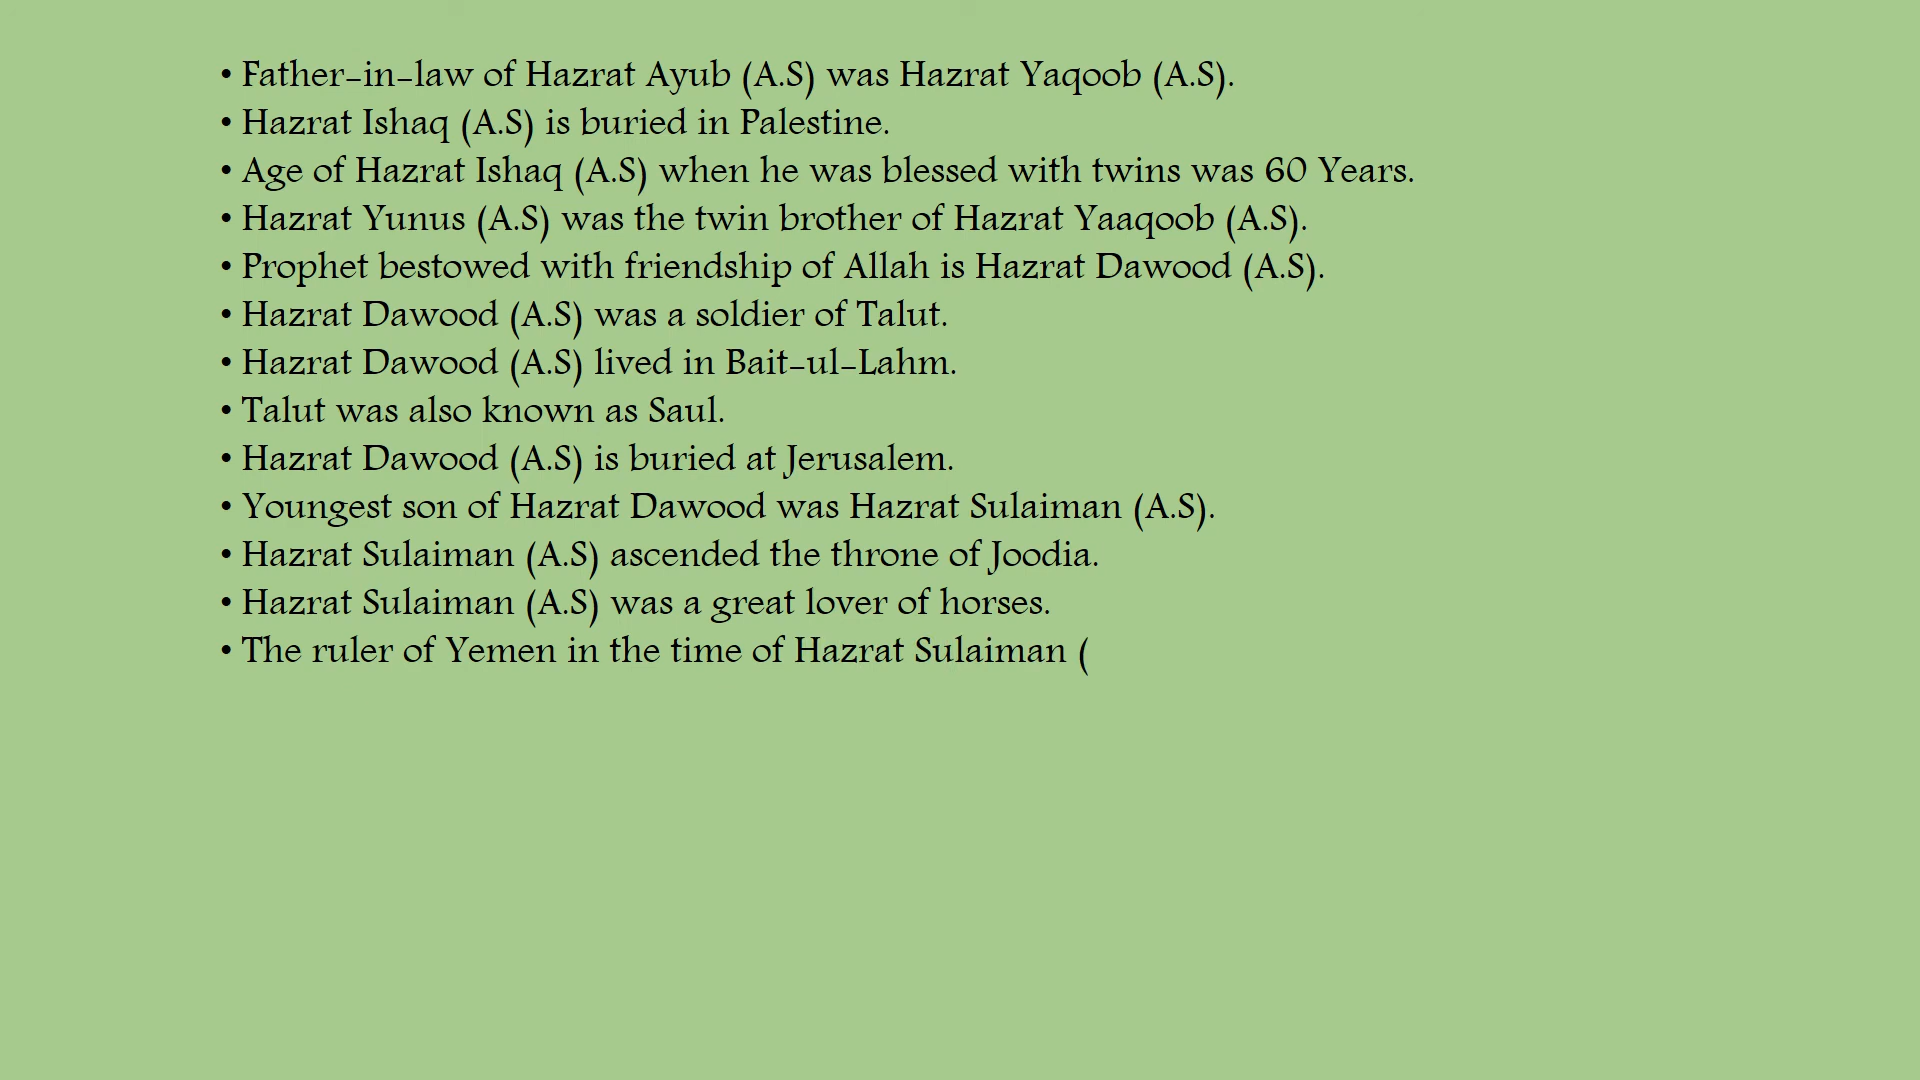 • Father-in-law of Hazrat Ayub (A.S) was Hazrat Yaqoob (A.S).
• Hazrat Ishaq (A.S) is buried in Palestine.
• Age of Hazrat Ishaq (A.S) when he was blessed with twins was 60 Years.
• Hazrat Yunus (A.S) was the twin brother of Hazrat Yaaqoob (A.S).
• Prophet bestowed with friendship of Allah is Hazrat Dawood (A.S).
• Hazrat Dawood (A.S) was a soldier of Talut.
• Hazrat Dawood (A.S) lived in Bait-ul-Lahm.
• Talut was also known as Saul.
• Hazrat Dawood (A.S) is buried at Jerusalem.
• Youngest son of Hazrat Dawood was Hazrat Sulaiman (A.S).
• Hazrat Sulaiman (A.S) ascended the throne of Joodia.
• Hazrat Sulaiman (A.S) was a great lover of horses.
• The ruler of Yemen in the time of Hazrat Sulaiman (